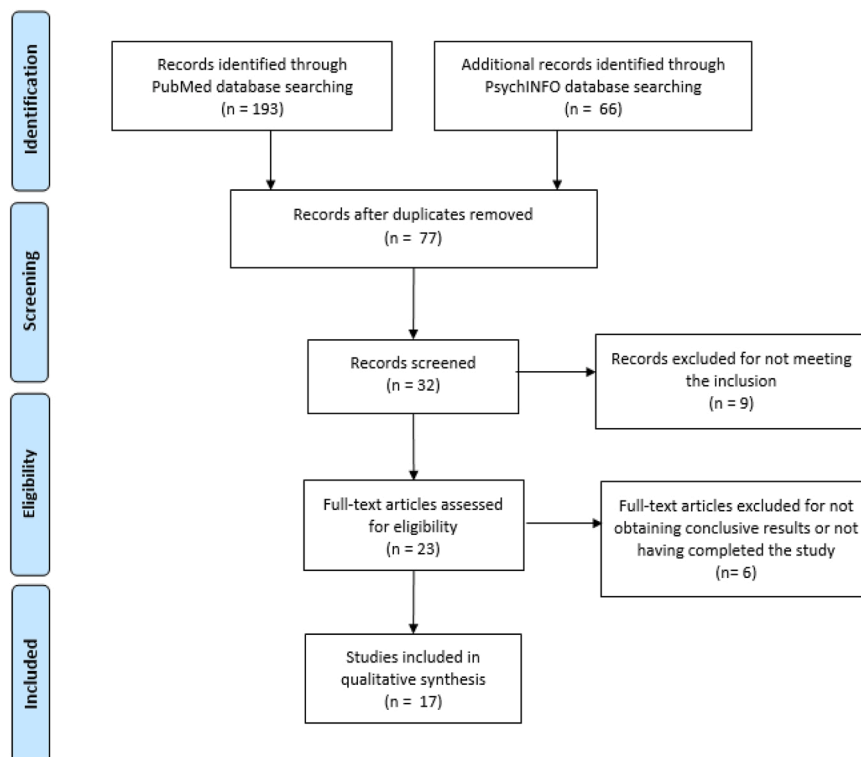 Identification
Records identified through
PubMed database searching
(n = 193)
Additional records identified through
PsychINFO database searching
(n = 66)
Screening
Records after duplicates removed
(n = 77)
Records screened
(n = 32)
Records excluded for not meeting
the inclusion
(n = 9)
Eligibility
Full-text articles assessed
for eligibility
(n = 23)
Full-text articles excluded for not
obtaining conclusive results or not
having completed the study
(n= 6)
Included
Studies included in
qualitative synthesis
(n = 17)